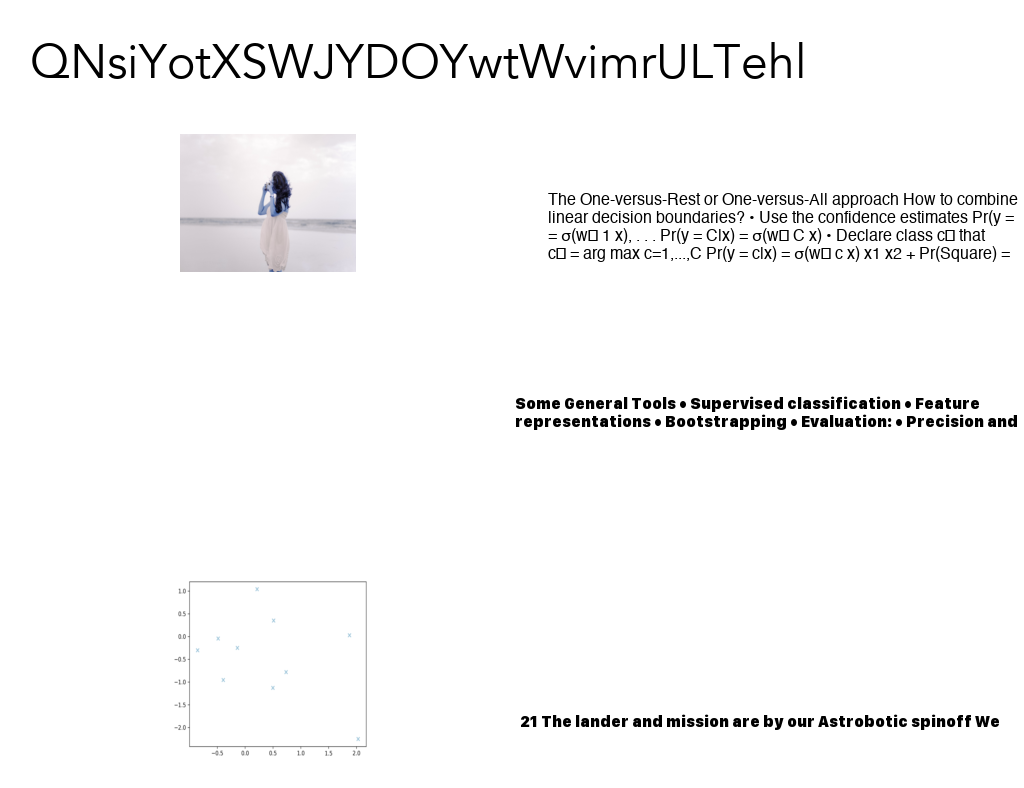 QNsiYotXSWJYDOYwtWvimrULTehl
The One-versus-Rest or One-versus-All approach How to combine
linear decision boundaries? • Use the confidence estimates Pr(y =
= σ(w□ 1 x), . . . Pr(y = C|x) = σ(w□ C x) • Declare class c□ that
c□ = arg max c=1,...,C Pr(y = c|x) = σ(w□ c x) x1 x2 + Pr(Square) =
Some General Tools • Supervised classification • Feature
representations • Bootstrapping • Evaluation: • Precision and
1.0
0.5
0.0
−0.5
−1.0
−1.5
−2.0
−0.5 0.0 0.5 1.0 1.5 2.0
21 The lander and mission are by our Astrobotic spinoff We